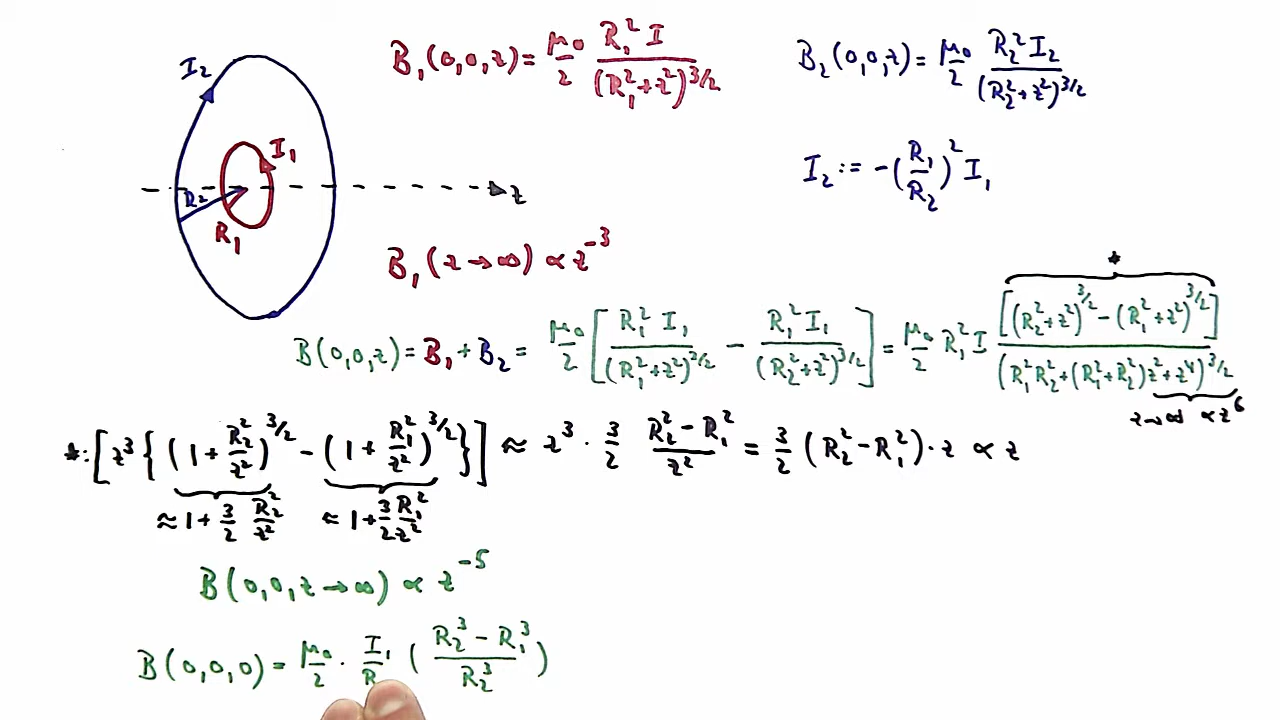 B₁(0,0,z) = μ₀/2 R₁² I/(R₁²+z²)^3/2
B₂(0,0,z) = μ₀/2 R₂² I₂/(R₂²+z²)^3/2
I₂
I₁
I₂ := -(R₁/R₂)² I₁
R₂
z
R₁
B₁(z→∞) ∝ z⁻³
*
B(0,0,z) = B₁ + B₂ = μ₀/2 [R₁² I₁/(R₁²+z²)^3/2 - R₁² I₁/(R₂²+z²)^3/2] = μ₀/2 R₁² I [(R₂²+z²)^3/2 - (R₁²+z²)^3/2]/(R₁²R₂²+(R₁²+R₂²)z²+z⁴)^3/2
z→∞ ∝ z⁶
*: [z³{(1+R₂²/z²)^3/2 - (1+R₁²/z²)^3/2}] ≈ z³ · 3/2 R₂²-R₁²/z² = 3/2 (R₂²-R₁²)·z ∝ z
≈ 1+3/2 R₂²/z² ≈ 1+3/2 R₁²/z²
B(0,0,z→∞) ∝ z⁻⁵
B(0,0,0) = μ₀/2 · I₁/R (R₂³-R₁³/R₂³)